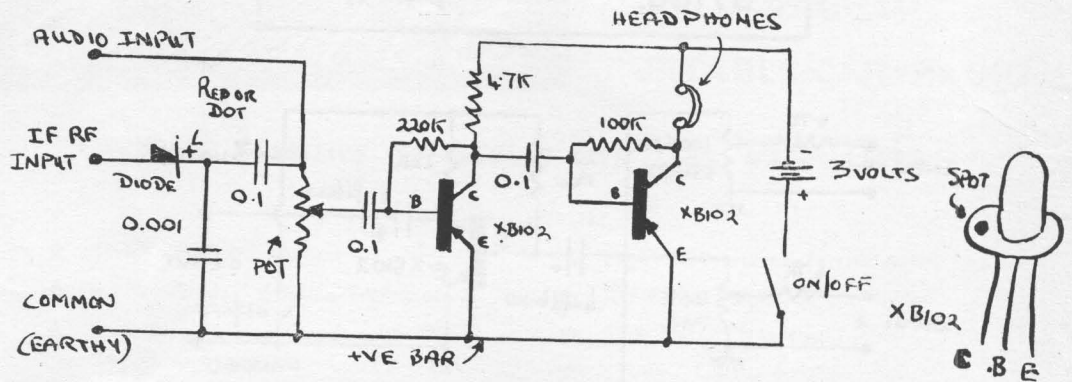 HEADPHONES
AUDIO INPUT
RED OR
DOT
4.7K
IF RF
INPUT
+
DIODE
0.1
220K
0.1
100K
B
C
XB102
E
B
C
XB102
E
-
3 VOLTS
+
SPOT
0.001
POT
0.1
ON/OFF
COMMON
(EARTHY)
+VE BAR
XB102
C .B E